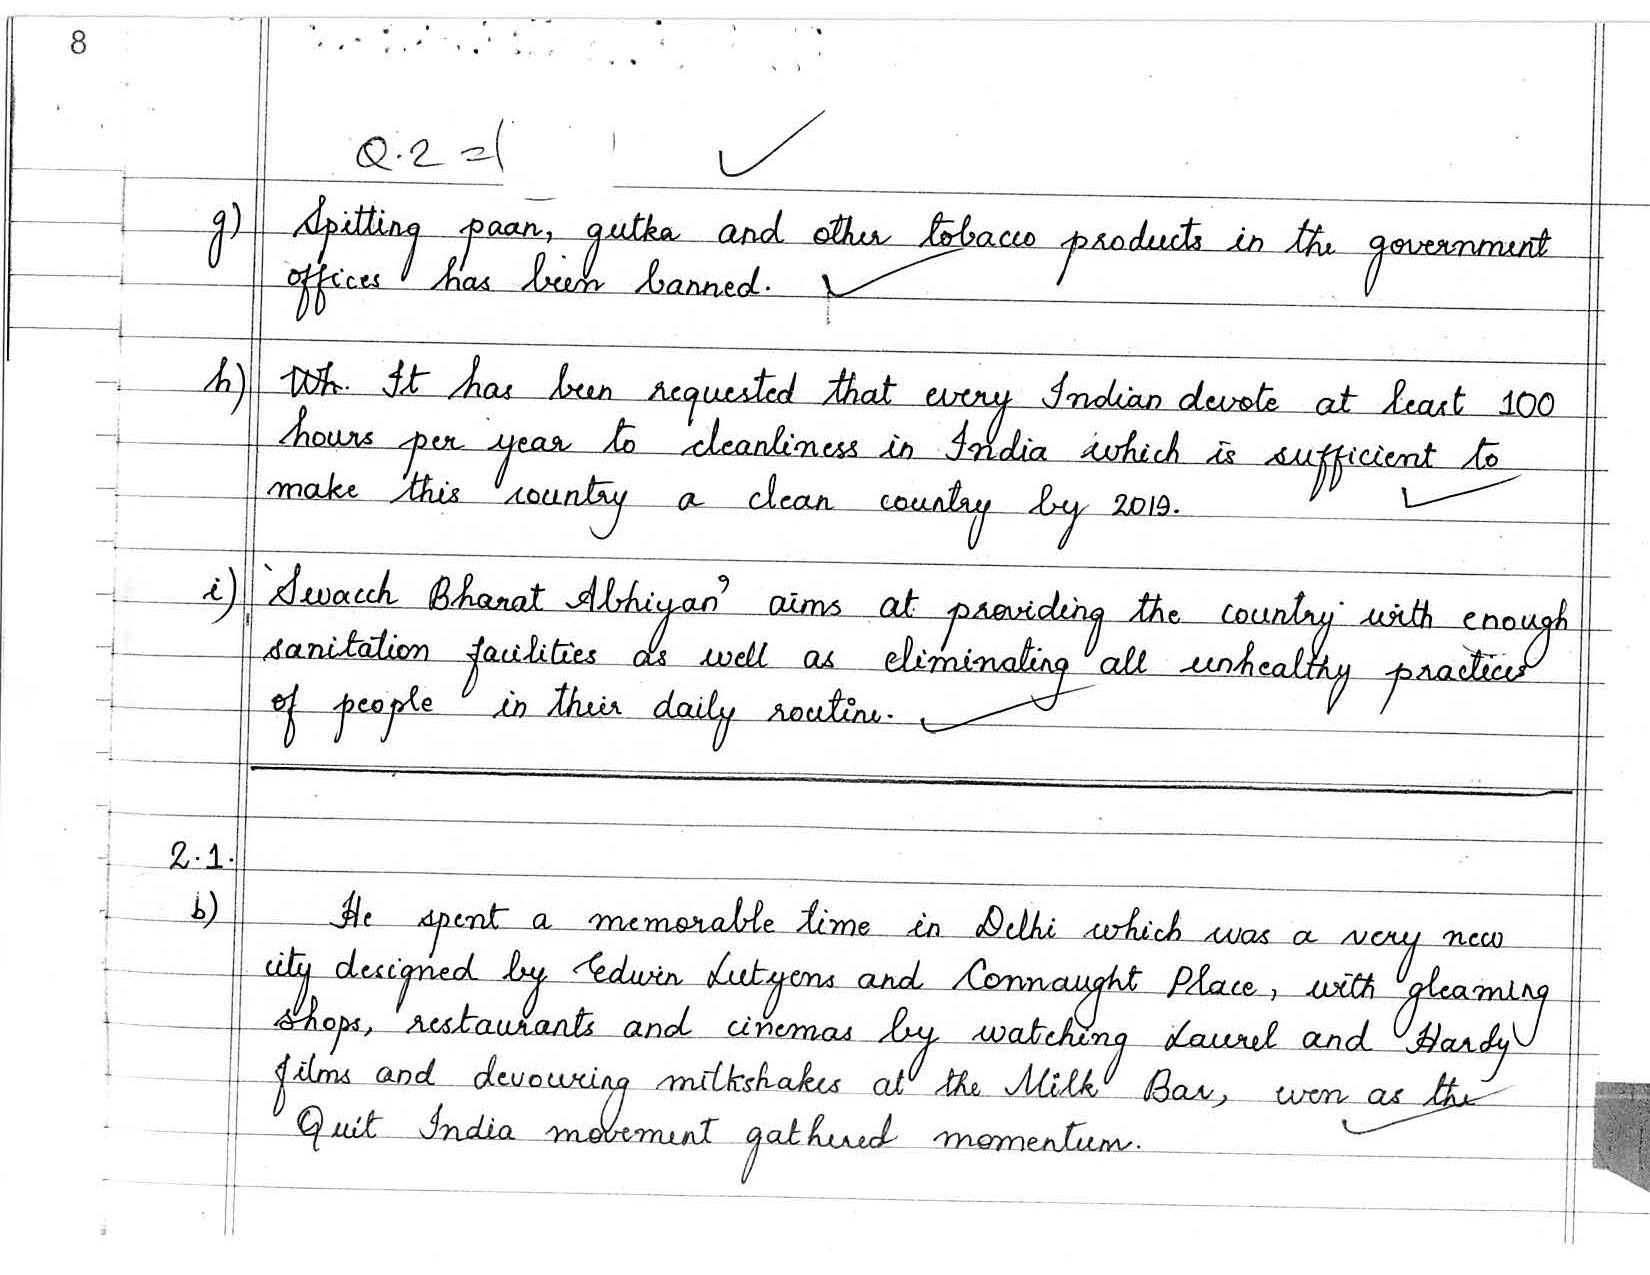 8
Q.2 =(
g) Spitting paan, gutka and other tobacco products in the government
offices has been banned.
h) Wh. It has been requested that every Indian devote at least 100
hours per year to cleanliness in India which is sufficient to
make this country a clean country by 2019.
i) 'Swacch Bharat Abhiyan' aims at providing the country with enough
sanitation facilities as well as eliminating all unhealthy practices
of people in their daily routine.
2.1.
b) He spent a memorable time in Delhi which was a very new
city designed by Edwin Lutyens and Connaught Place, with gleaming
shops, restaurants and cinemas by watching Laurel and Hardy
films and devouring milkshakes at the Milk Bar, even as the
Quit India movement gathered momentum.